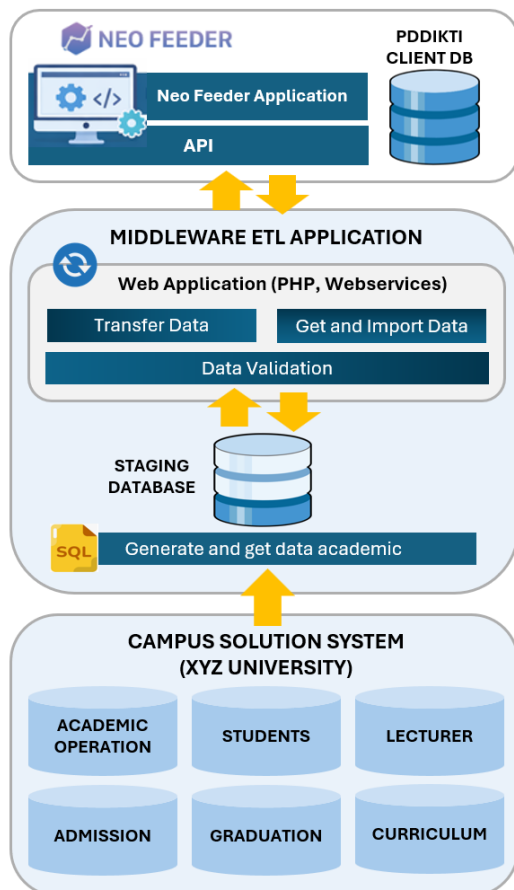 NEO FEEDER
PDDIKTI
CLIENT DB
</>
Neo Feeder Application
API
MIDDLEWARE ETL APPLICATION
Web Application (PHP, Webservices)
Transfer Data
Get and Import Data
Data Validation
STAGING
DATABASE
SQL
Generate and get data academic
CAMPUS SOLUTION SYSTEM
(XYZ UNIVERSITY)
ACADEMIC
OPERATION
STUDENTS
LECTURER
ADMISSION
GRADUATION
CURRICULUM